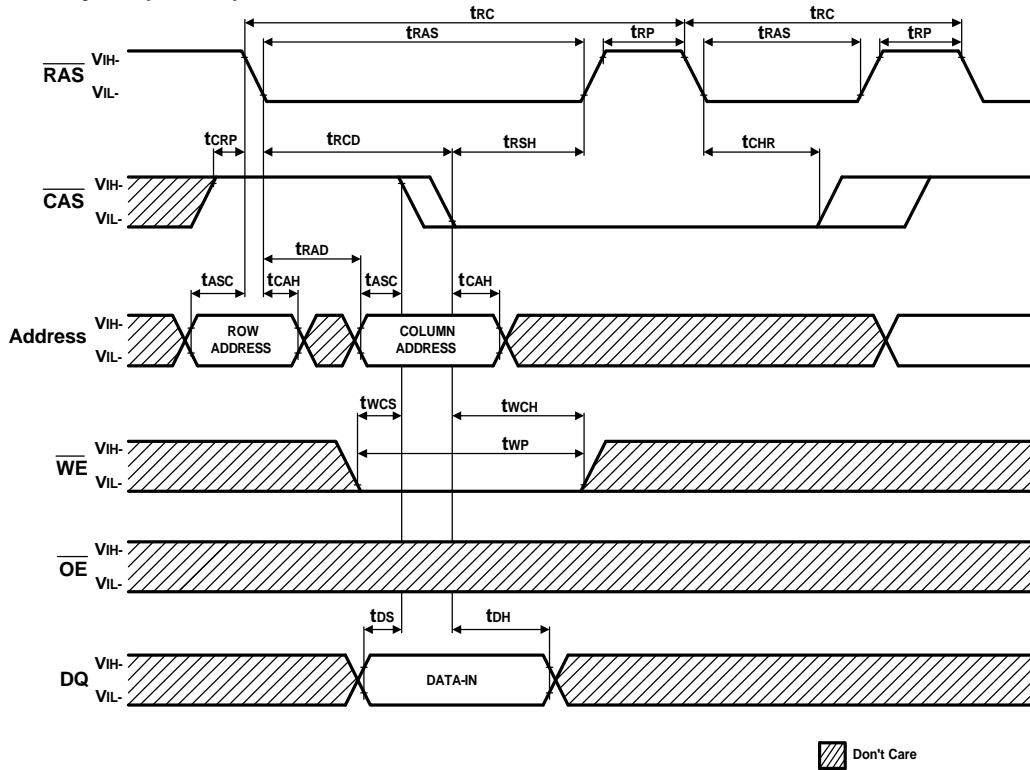 tRC tRC
tRAS tRP tRAS tRP
RAS VIH-
VIL-
tCRP tRCD tRSH tCHR
CAS VIH-
VIL-
tRAD
tASC tCAH tASC tCAH
Address VIH-
VIL-
ROW
ADDRESS
COLUMN
ADDRESS
tWCS tWCH
tWP
WE VIH-
VIL-
OE VIH-
VIL-
tDS tDH
DQ VIH-
VIL-
DATA-IN
Don't Care